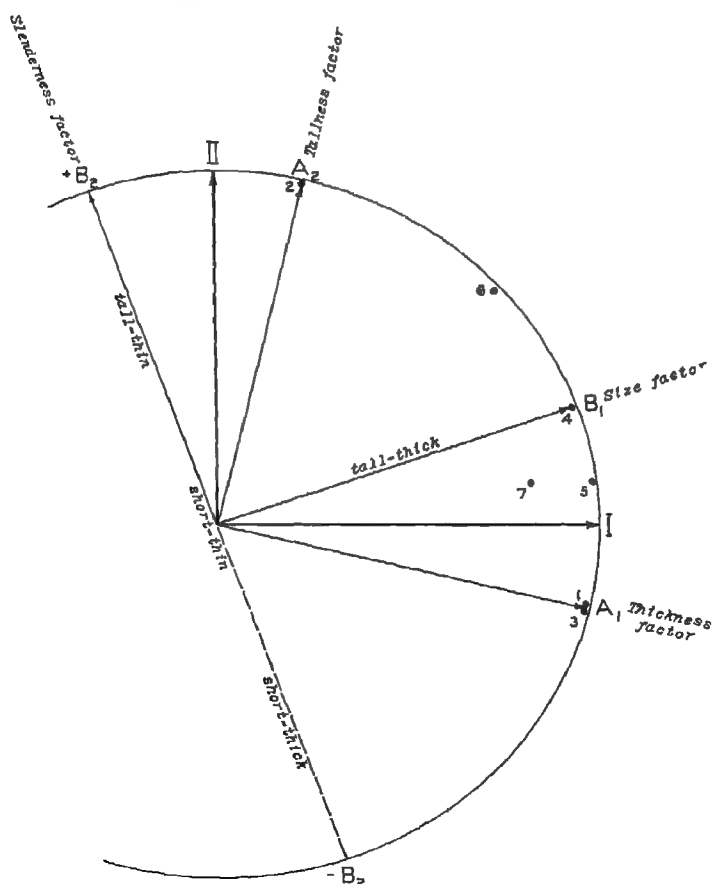 Slenderness factor
Tallness factor
II
+B₂
A₂
2
tall-thin
6
B₁ Size factor
4
tall-thick
7
5
short-thin
I
1
A₁ Thickness
3
factor
short-thick
-B₂